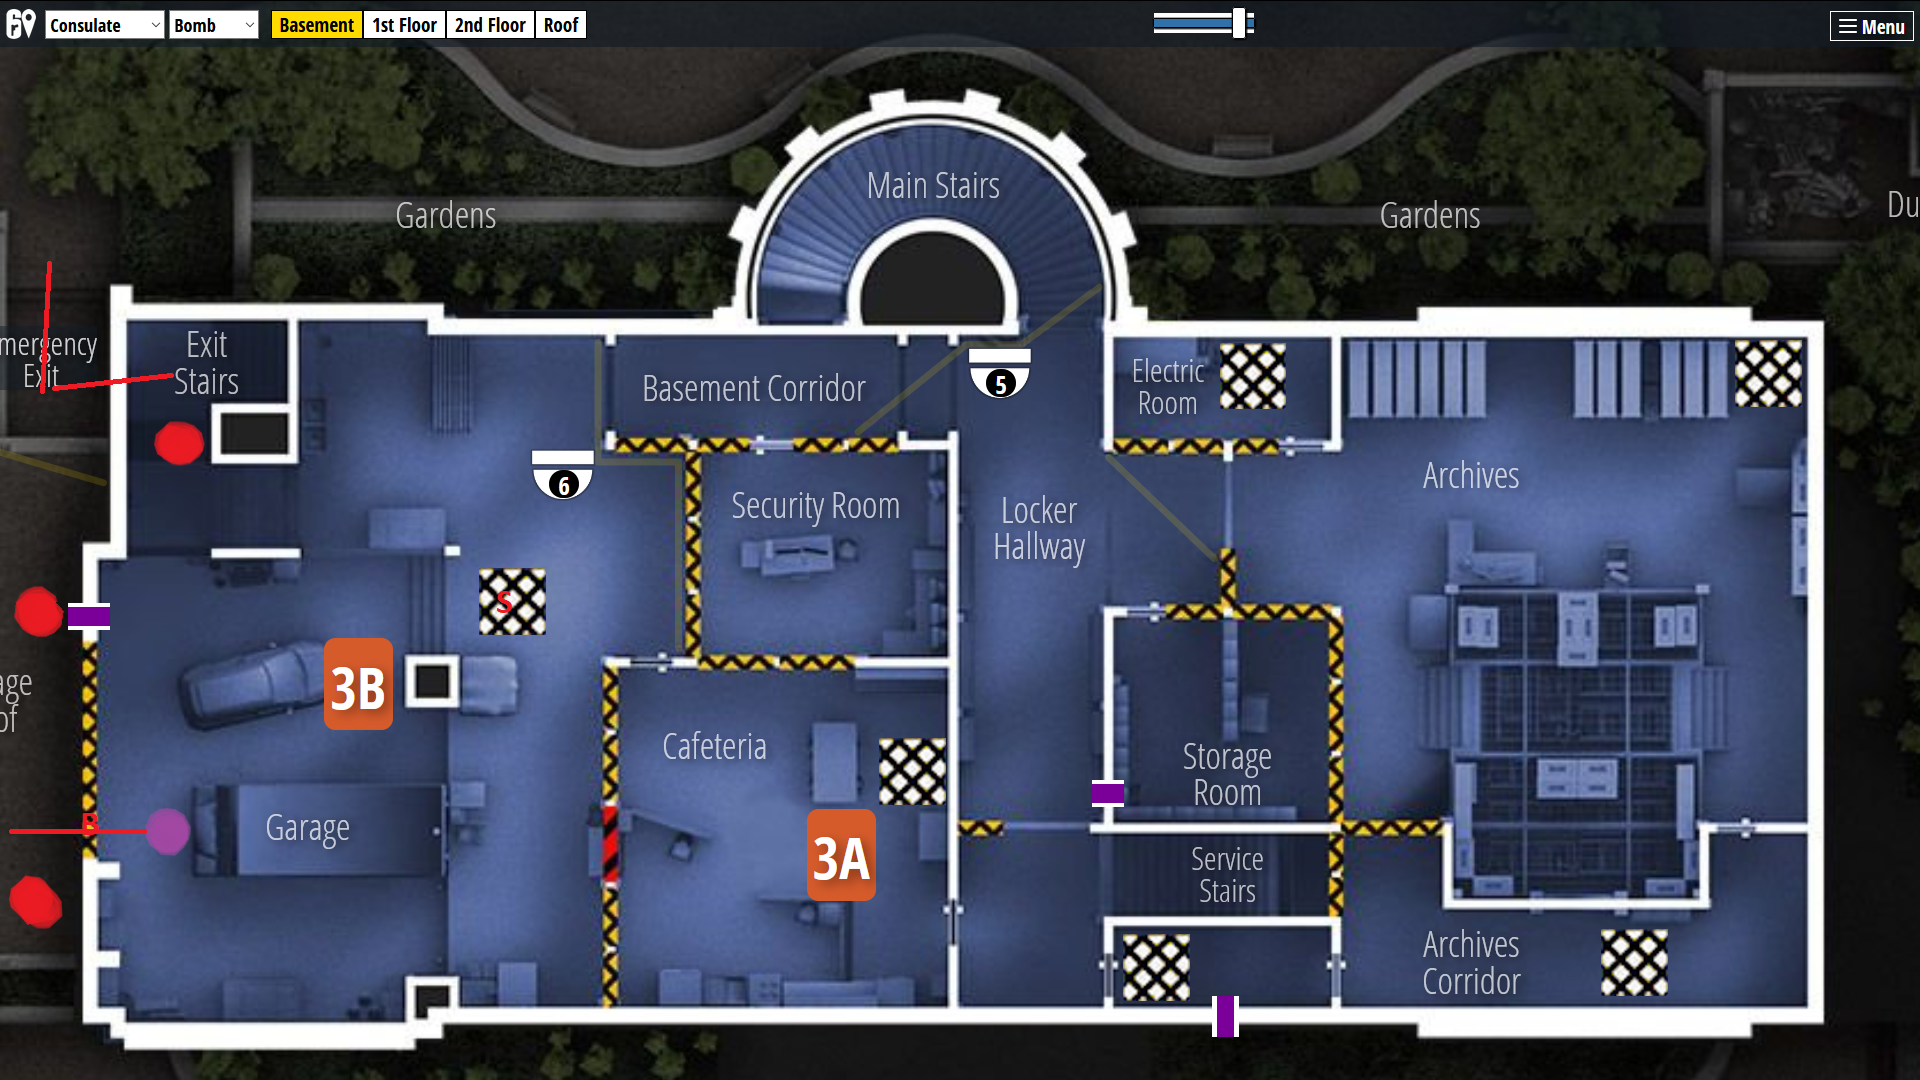 Consulate Bomb Basement 1st Floor 2nd Floor Roof Menu
Main Stairs
Gardens
Gardens
Du
mergency
Exit
Exit
Stairs
Basement Corridor
5
Electric
Room
6
Security Room
Locker
Hallway
Archives
S
3B
age
of
Cafeteria
Storage
Room
Garage
B
3A
Service
Stairs
Archives
Corridor